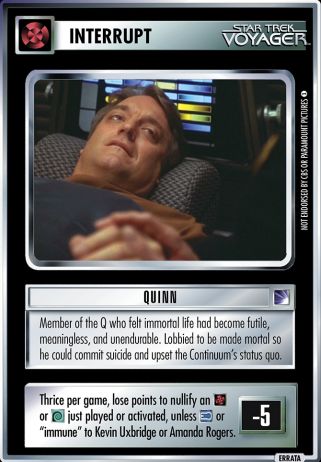 INTERRUPT
STAR TREK
VOYAGER
NOT ENDORSED BY CBS OR PARAMOUNT PICTURES
QUINN
Member of the Q who felt immortal life had become futile,
meaningless, and unendurable. Lobbied to be made mortal so
he could commit suicide and upset the Continuum's status quo.
Thrice per game, lose points to nullify an
or just played or activated, unless or
"immune" to Kevin Uxbridge or Amanda Rogers.
-5
ERRATA